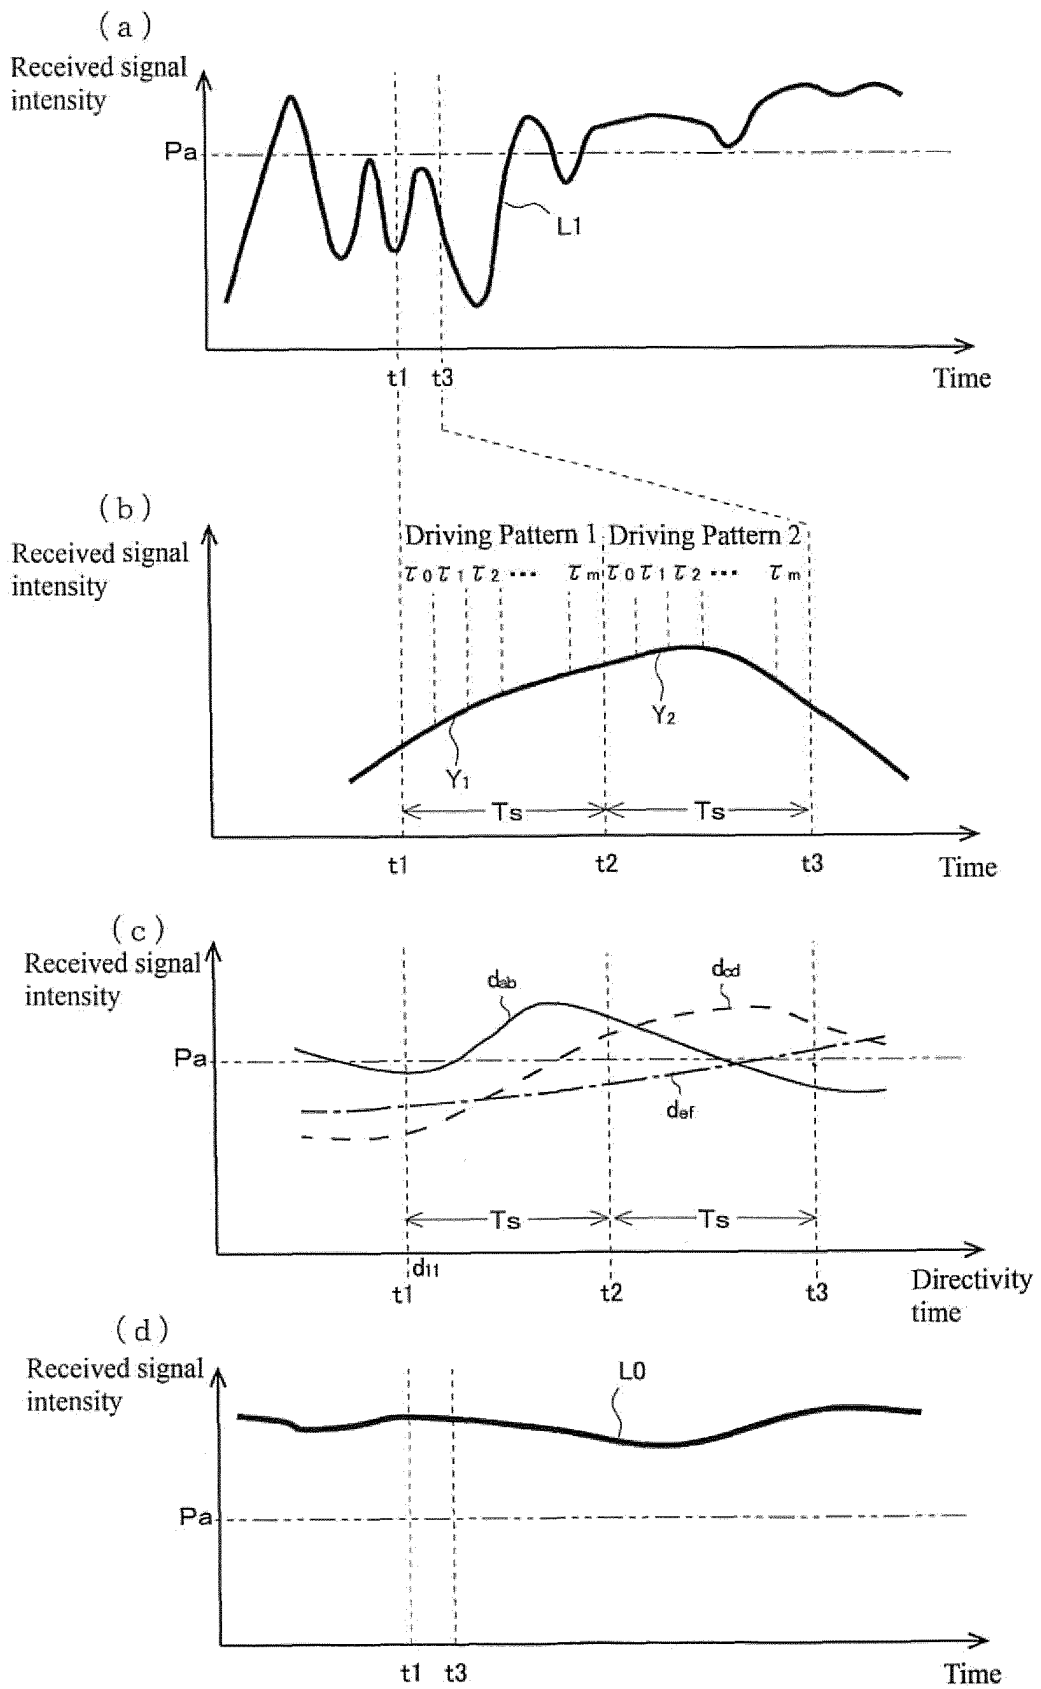 (a)
Received signal
intensity
Pa
L1
t1 t3
Time
(b)
Received signal
intensity
Driving Pattern 1 Driving Pattern 2
τ0 τ1 τ2 ··· τm τ0 τ1 τ2 ··· τm
Y1
Y2
Ts Ts
t1 t2 t3
Time
(c)
Received signal
intensity
dab
dcd
Pa
def
Ts Ts
d11
t1 t2 t3
Directivity
time
(d)
Received signal
intensity
L0
Pa
t1 t3
Time